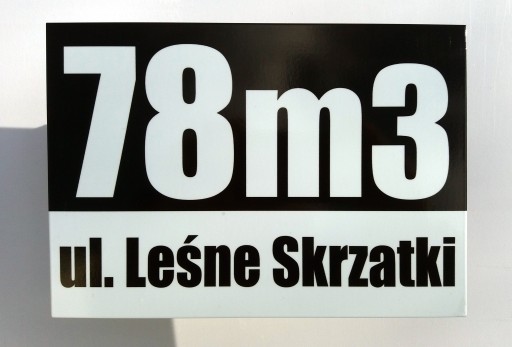 78m3
ul. Leśne Skrzatki